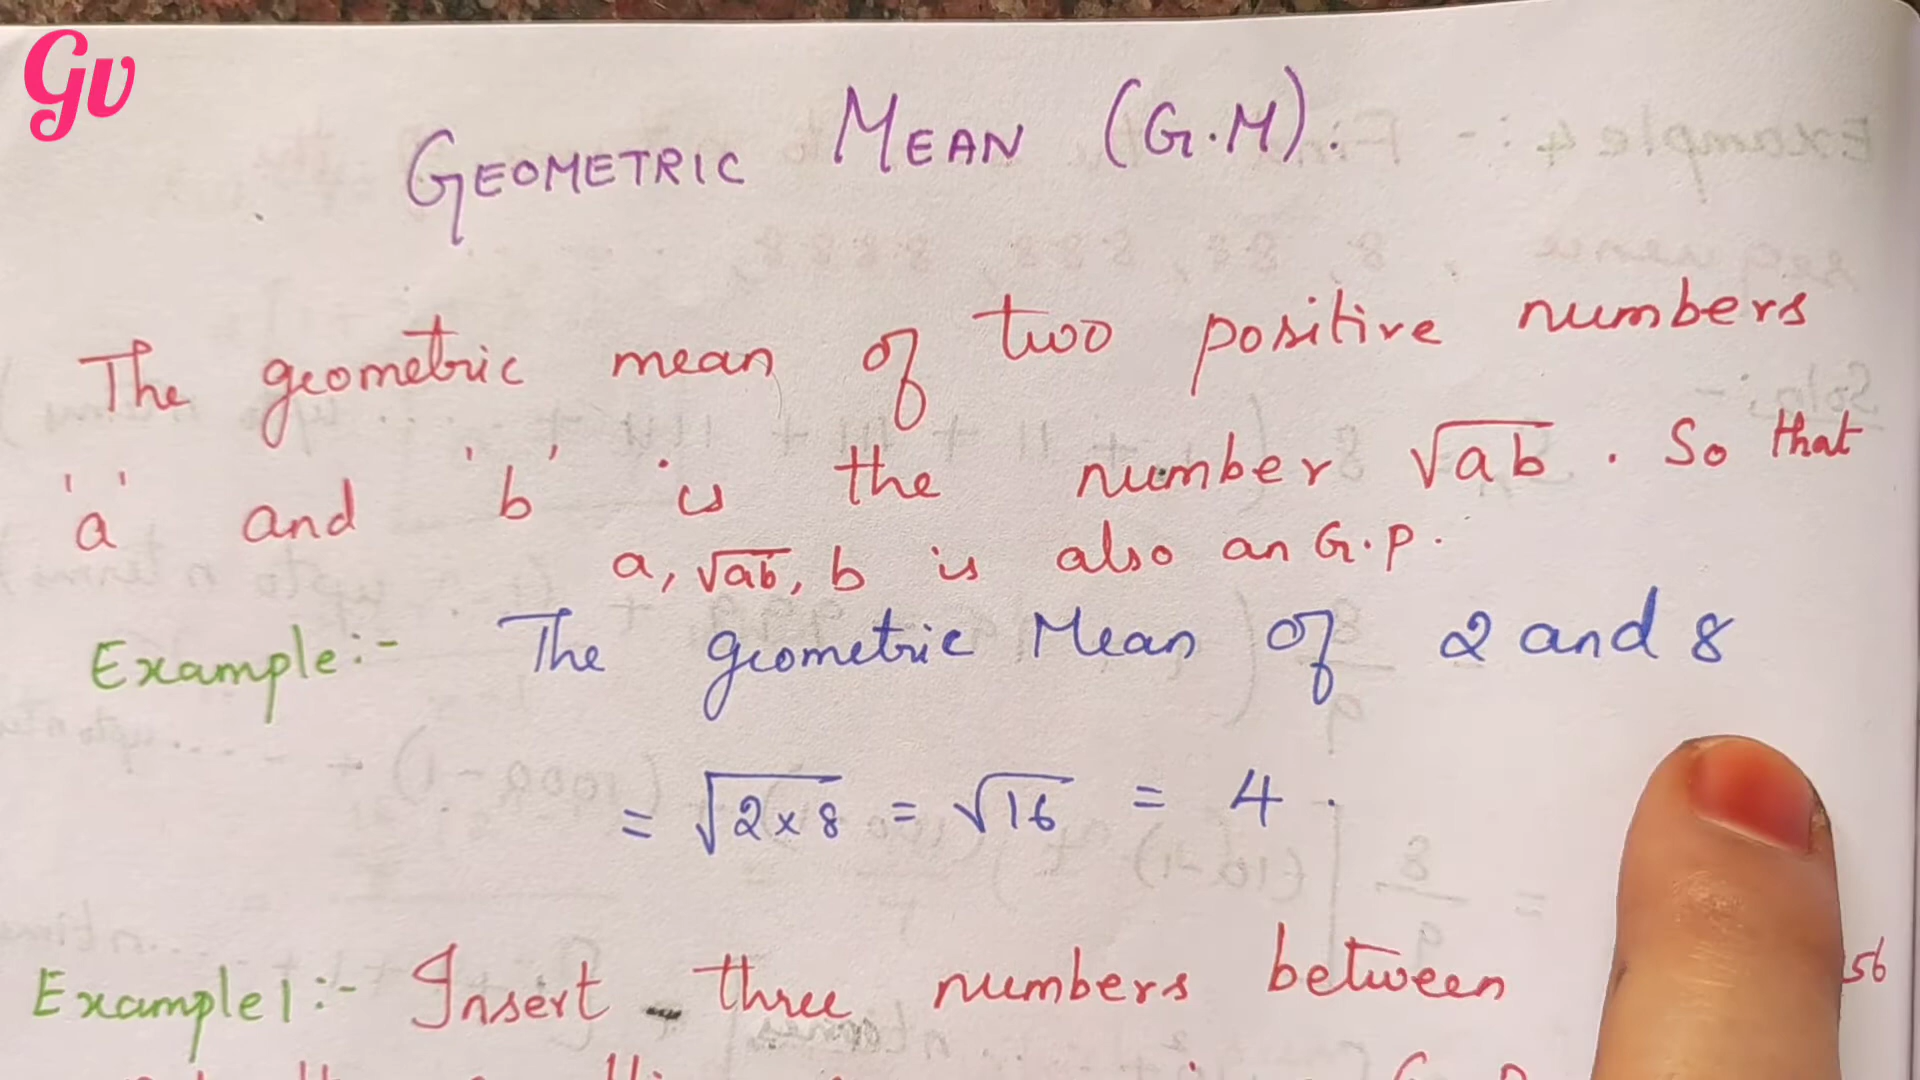 Gv
GEOMETRIC MEAN (G.M):
The geometric mean of two positive numbers
'a' and 'b' is the number √ab. So that
a, √ab, b is also an G.P.
Example:- The geometric Mean of 2 and 8
= √2×8 = √16 = 4.
Example1:- Insert three numbers between